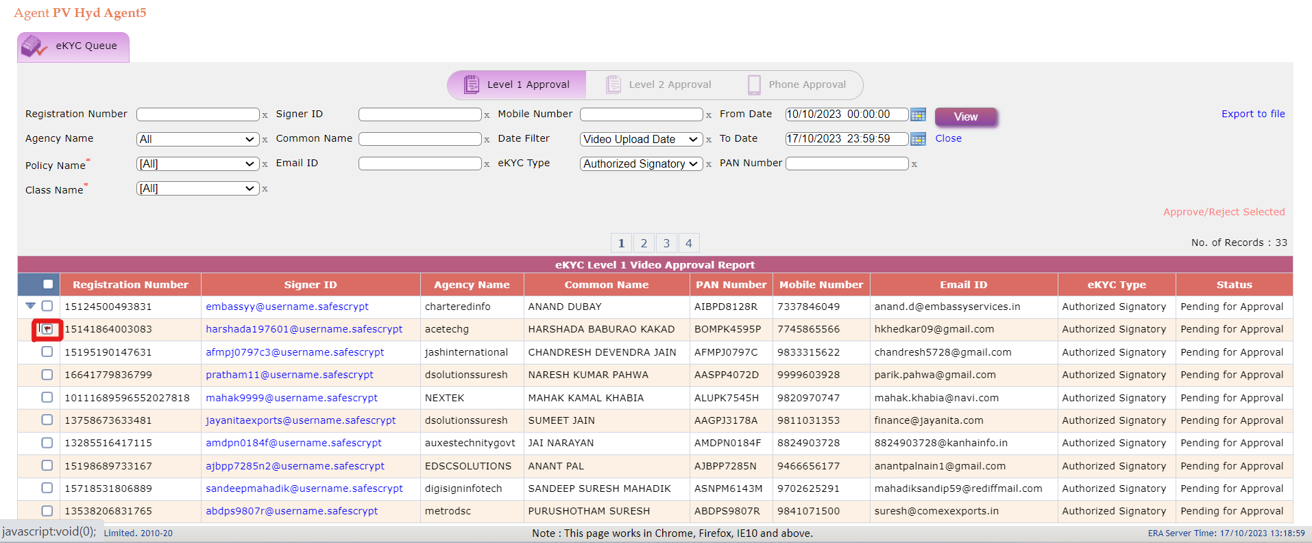 Agent PV Hyd Agent5
eKYC Queue
Level 1 Approval Level 2 Approval Phone Approval
Registration Number x Signer ID x Mobile Number x From Date 10/10/2023 00:00:00 View Export to file
Agency Name All x Common Name x Date Filter Video Upload Date x To Date 17/10/2023 23:59:59 Close
Policy Name* [All] x Email ID x eKYC Type Authorized Signatory x PAN Number x
Class Name* [All] x
Approve/Reject Selected
1 2 3 4 No. of Records : 33
eKYC Level 1 Video Approval Report
Registration Number Signer ID Agency Name Common Name PAN Number Mobile Number Email ID eKYC Type Status
15124500493831 embassyy@username.safescrypt charteredinfo ANAND DUBAY AIBPD8128R 7337846049 anand.d@embassyservices.in Authorized Signatory Pending for Approval
15141864003083 harshada197601@username.safescrypt acetechg HARSHADA BABURAO KAKAD BOMPK4595P 7745865566 hkhedkar09@gmail.com Authorized Signatory Pending for Approval
15195190147631 afmpj0797c3@username.safescrypt jashinternational CHANDRESH DEVENDRA JAIN AFMPJ0797C 9833315622 chandresh5728@gmail.com Authorized Signatory Pending for Approval
16641779836799 pratham11@username.safescrypt dsolutionssuresh NARESH KUMAR PAHWA AASPP4072D 9999603928 parik.pahwa@gmail.com Authorized Signatory Pending for Approval
10111689596552027818 mahak9999@username.safescrypt NEXTEK MAHAK KAMAL KHABIA ALUPK7545H 9820970747 mahak.khabia@navi.com Authorized Signatory Pending for Approval
13758673633481 jayanitaexports@username.safescrypt dsolutionssuresh SUMEET JAIN AAGPJ3178A 9811031353 finance@jayanita.com Authorized Signatory Pending for Approval
13285516417115 amdpn0184f@username.safescrypt auxestechnitygovt JAI NARAYAN AMDPN0184F 8824903728 8824903728@kanhainfo.in Authorized Signatory Pending for Approval
15198689733167 ajbpp7285n2@username.safescrypt EDSCSOLUTIONS ANANT PAL AJBPP7285N 9466656177 anantpalnain1@gmail.com Authorized Signatory Pending for Approval
15718531806889 sandeepmahadik@username.safescrypt digisigninfotech SANDEEP SURESH MAHADIK ASNPM6143M 9702625291 mahadiksandip59@rediffmail.com Authorized Signatory Pending for Approval
13538206831765 abdps9807r@username.safescrypt metrodsc PURUSHOTHAM SURESH ABDPS9807R 9841071500 suresh@comexexports.in Authorized Signatory Pending for Approval
javascript:void(0); Limited. 2010-20 Note : This page works in Chrome, Firefox, IE10 and above. ERA Server Time: 17/10/2023 13:18:59